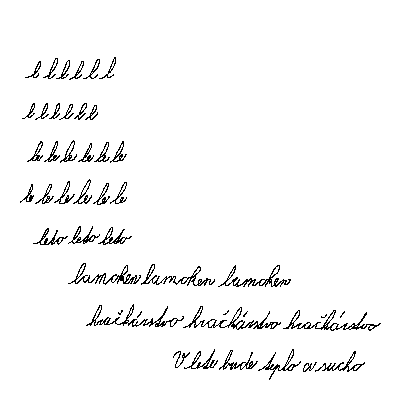 l l l l l l
l l l l l l
le le le le le le
le le le le le le
leto leto leto
lamoken lamoken lamoken
hračkárstvo hračkárstvo hračkárstvo
V lete bude teplo a sucho